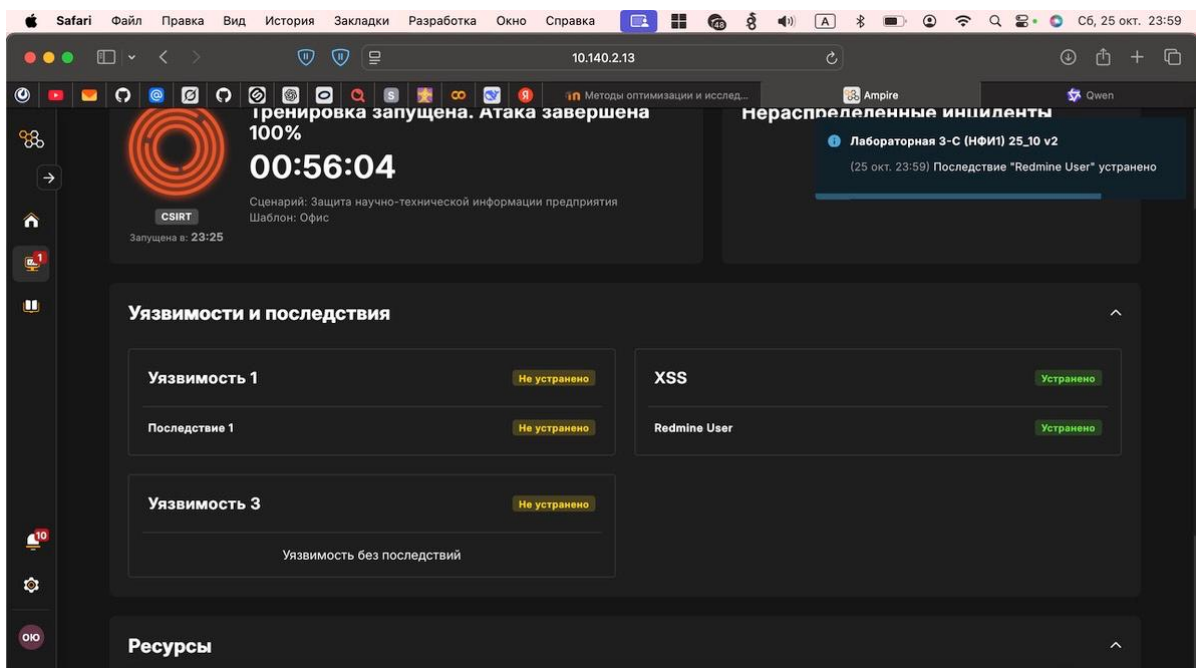 Safari Файл Правка Вид История Закладки Разработка Окно Справка 48 A Сб, 25 окт. 23:59
10.140.2.13
Методы оптимизации и исслед... Ampire Qwen
Тренировка запущена. Атака завершена
100%
00:56:04
Сценарий: Защита научно-технической информации предприятия
Шаблон: Офис
CSIRT
Запущена в: 23:25
Нераспределенные инциденты
Лабораторная 3-С (НФИ1) 25_10 v2
(25 окт. 23:59) Последствие "Redmine User" устранено
1
Уязвимости и последствия
Уязвимость 1 Не устранено
Последствие 1 Не устранено
XSS Устранено
Redmine User Устранено
Уязвимость 3 Не устранено
Уязвимость без последствий
10
ОЮ
Ресурсы